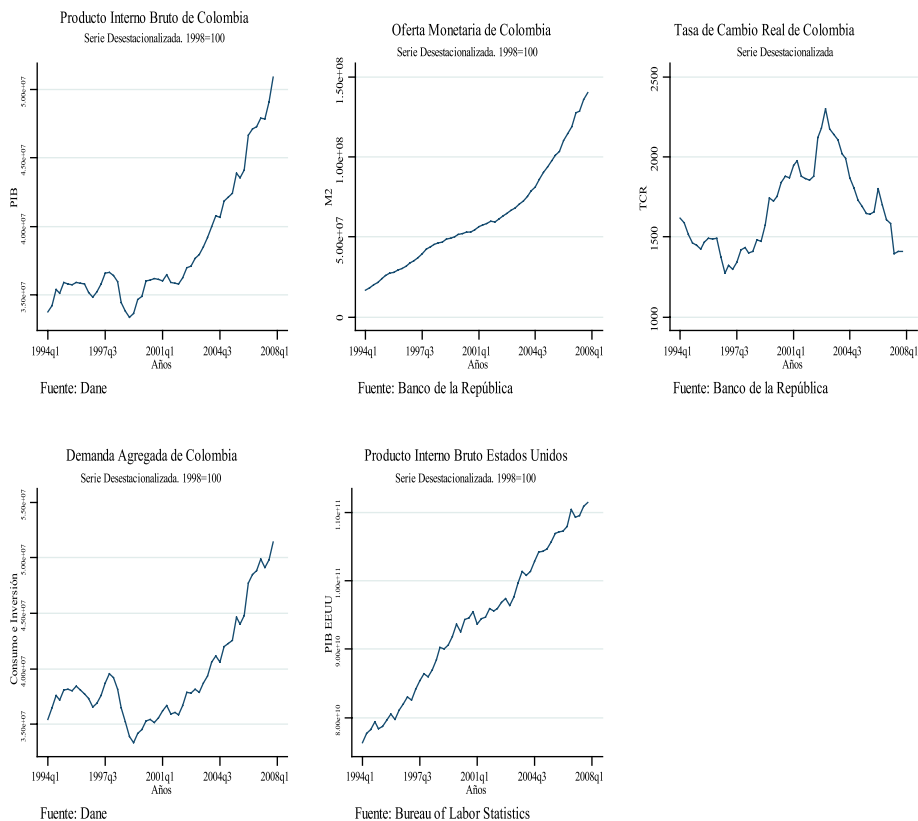 Producto Interno Bruto de Colombia
Serie Desestacionalizada. 1998=100
PIB
5.00e+07
4.50e+07
4.00e+07
3.50e+07
1994q1 1997q3 2001q1 2004q3 2008q1
Años
Fuente: Dane
Oferta Monetaria de Colombia
Serie Desestacionalizada. 1998=100
M2
1.50e+08
1.00e+08
5.00e+07
0
1994q1 1997q3 2001q1 2004q3 2008q1
Años
Fuente: Banco de la República
Tasa de Cambio Real de Colombia
Serie Desestacionalizada
TCR
2500
2000
1500
1000
1994q1 1997q3 2001q1 2004q3 2008q1
Años
Fuente: Banco de la República
Demanda Agregada de Colombia
Serie Desestacionalizada. 1998=100
Consumo e Inversión
5.50e+07
5.00e+07
4.50e+07
4.00e+07
3.50e+07
1994q1 1997q3 2001q1 2004q3 2008q1
Años
Fuente: Dane
Producto Interno Bruto Estados Unidos
Serie Desestacionalizada. 1998=100
PIB EEUU
1.10e+11
1.00e+11
9.00e+10
8.00e+10
1994q1 1997q3 2001q1 2004q3 2008q1
Años
Fuente: Bureau of Labor Statistics